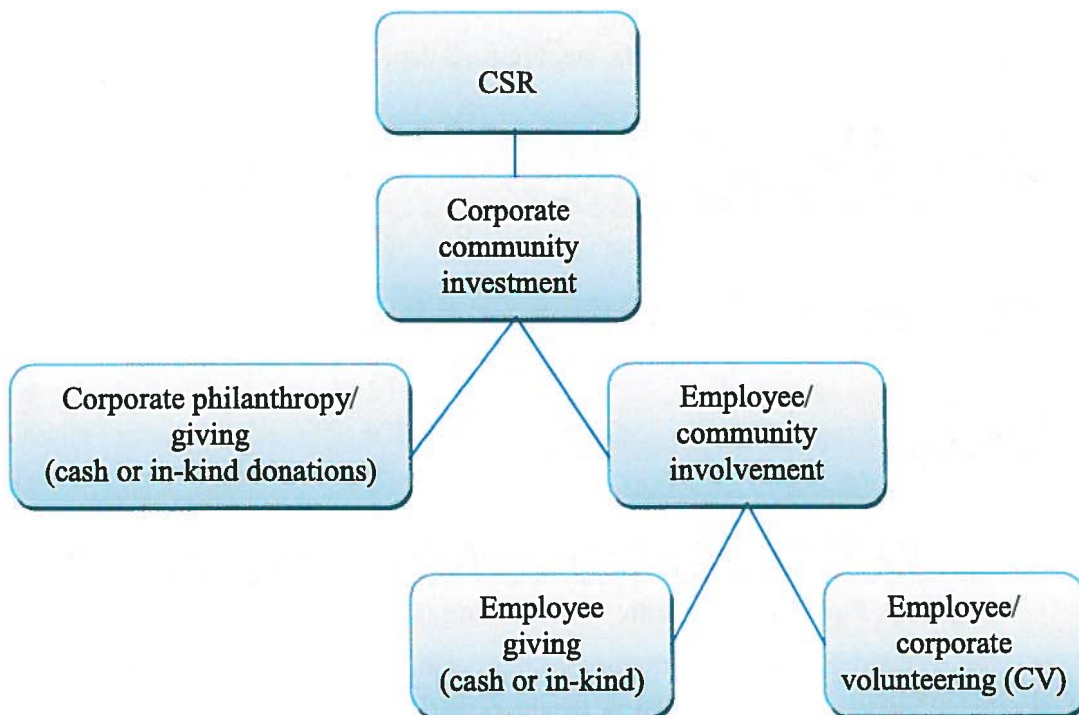 CSR
Corporate
community
investment
Corporate philanthropy/
giving
(cash or in-kind donations)
Employee/
community
involvement
Employee
giving
(cash or in-kind)
Employee/
corporate
volunteering (CV)